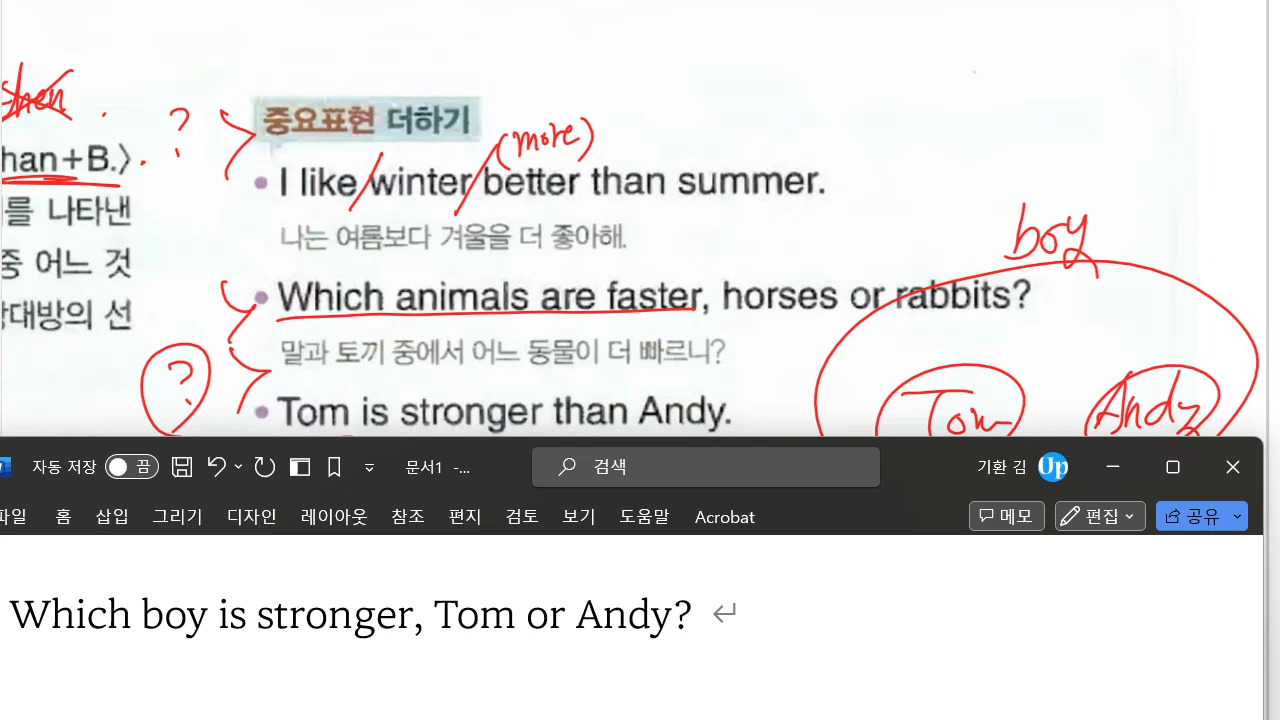 중요표현 더하기
?
(more)
han+B.〉.
• I like winter better than summer.
를 나타낸
나는 여름보다 겨울을 더 좋아해.
boy
중 어느 것
• Which animals are faster, horses or rabbits?
대방의 선
말과 토끼 중에서 어느 동물이 더 빠르니?
?
• Tom is stronger than Andy.
Tom
Andy
자동 저장 끔
문서1 -...
검색
기환 김
Up
파일 홈 삽입 그리기 디자인 레이아웃 참조 편지 검토 보기 도움말 Acrobat
메모 편집 공유
Which boy is stronger, Tom or Andy?